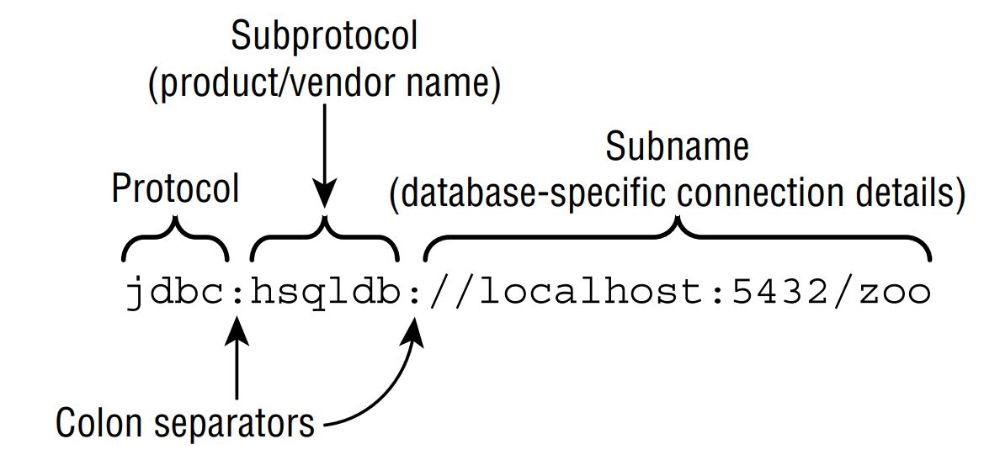 Subprotocol
(product/vendor name)
Subname
Protocol
(database-specific connection details)
jdbc:hsqldb://localhost:5432/zoo
Colon separators